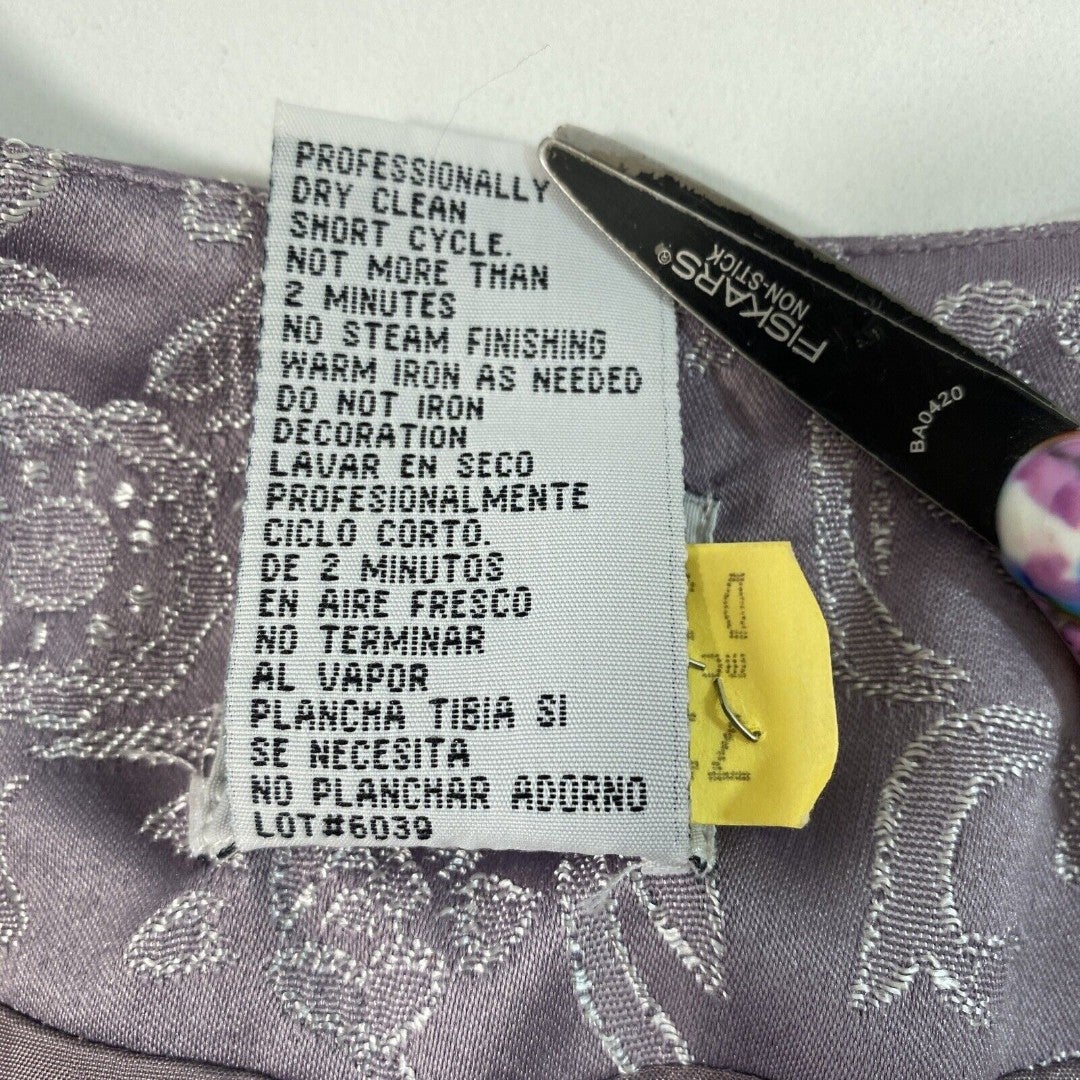 PROFESSIONALLY
DRY CLEAN
SHORT CYCLE.
NOT MORE THAN
2 MINUTES
NO STEAM FINISHING
WARM IRON AS NEEDED
DO NOT IRON
DECORATION
LAVAR EN SECO
PROFESIONALMENTE
CICLO CORTO.
DE 2 MINUTOS
EN AIRE FRESCO
NO TERMINAR
AL VAPOR
PLANCHA TIBIA SI
SE NECESITA
NO PLANCHAR ADORNO
LOT#6039
FISKARS®
NON-STICK
BA0420